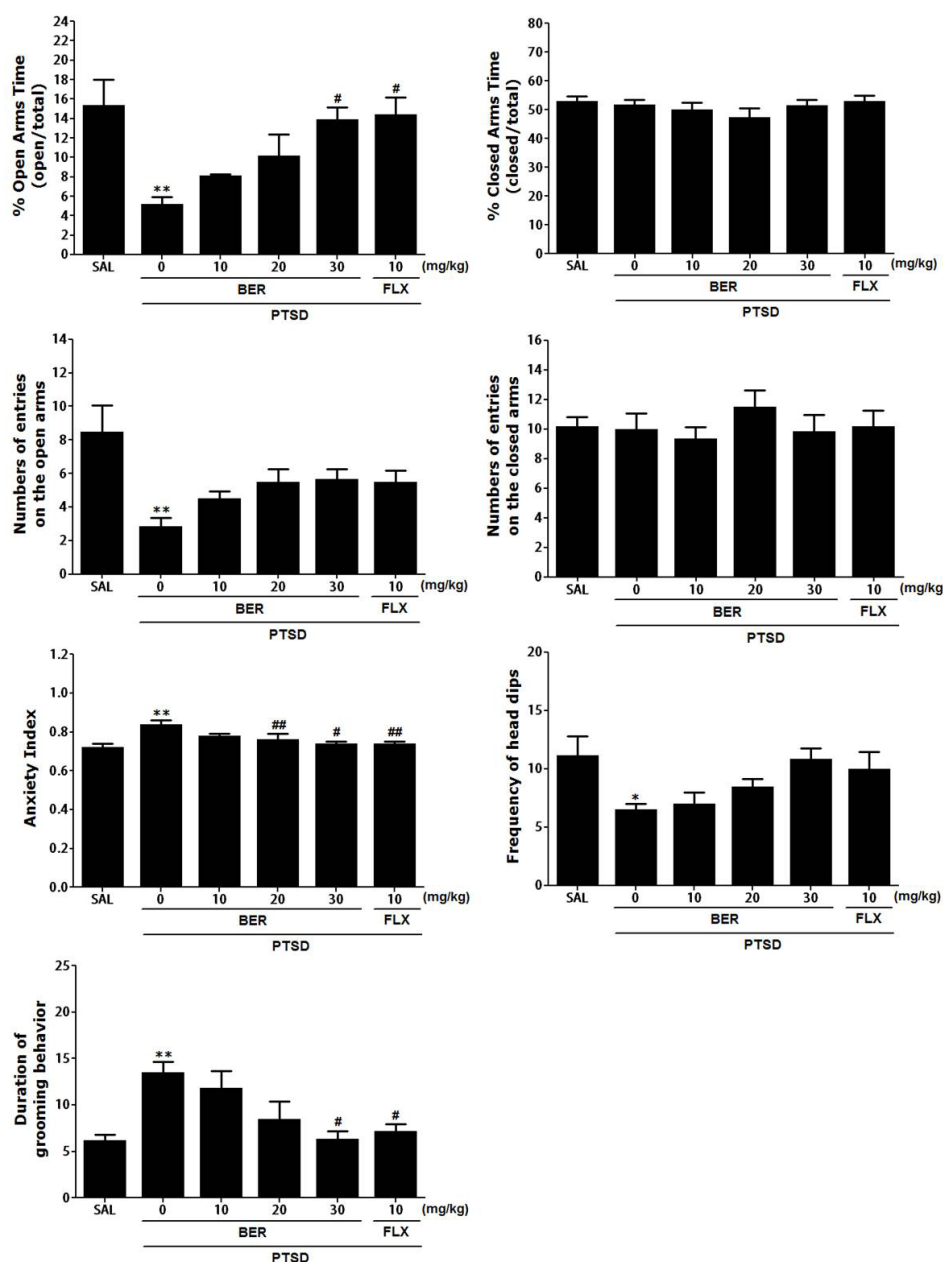 % Open Arms Time
(open/total)
24
22
20
18
16
14
12
10
8
6
4
2
0
**
#
#
SAL 0 10 20 30 10 (mg/kg)
BER FLX
PTSD
% Closed Arms Time
(closed/total)
80
70
60
50
40
30
20
10
0
SAL 0 10 20 30 10 (mg/kg)
BER FLX
PTSD
Numbers of entries
on the open arms
14
12
10
8
6
4
2
0
**
SAL 0 10 20 30 10 (mg/kg)
BER FLX
PTSD
Numbers of entries
on the closed arms
16
14
12
10
8
6
4
2
0
SAL 0 10 20 30 10 (mg/kg
BER FLX
PTSD
Anxiety Index
1.2
1.0
0.8
0.6
0.4
0.2
0.0
**
##
#
##
SAL 0 10 20 30 10 (mg/kg)
BER FLX
PTSD
Frequency of head dips
20
15
10
5
0
*
SAL 0 10 20 30 10 (mg/kg)
BER FLX
PTSD
Duration of
grooming behavior
25
20
15
10
5
0
**
#
#
SAL 0 10 20 30 10 (mg/kg)
BER FLX
PTSD